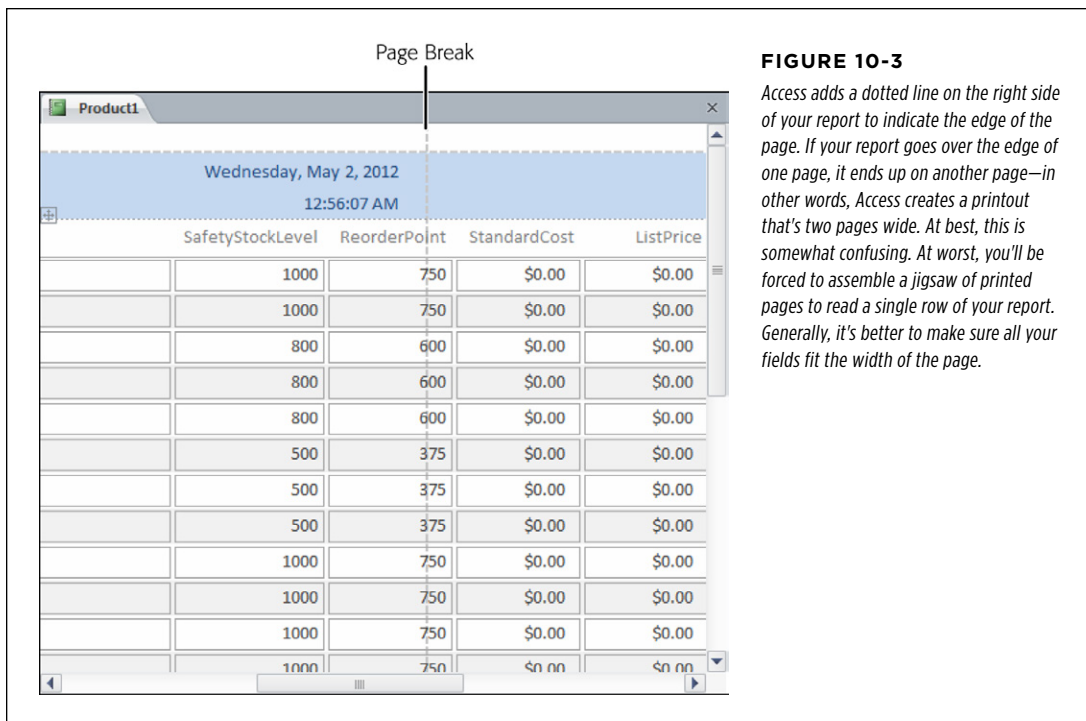 Page Break
Product1
Wednesday, May 2, 2012
12:56:07 AM
SafetyStockLevel ReorderPoint StandardCost ListPrice
1000 750 $0.00 $0.00
1000 750 $0.00 $0.00
800 600 $0.00 $0.00
800 600 $0.00 $0.00
800 600 $0.00 $0.00
500 375 $0.00 $0.00
500 375 $0.00 $0.00
500 375 $0.00 $0.00
1000 750 $0.00 $0.00
1000 750 $0.00 $0.00
1000 750 $0.00 $0.00
1000 750 $0.00 $0.00
FIGURE 10-3
Access adds a dotted line on the right side
of your report to indicate the edge of the
page. If your report goes over the edge of
one page, it ends up on another page—in
other words, Access creates a printout
that's two pages wide. At best, this is
somewhat confusing. At worst, you'll be
forced to assemble a jigsaw of printed
pages to read a single row of your report.
Generally, it's better to make sure all your
fields fit the width of the page.